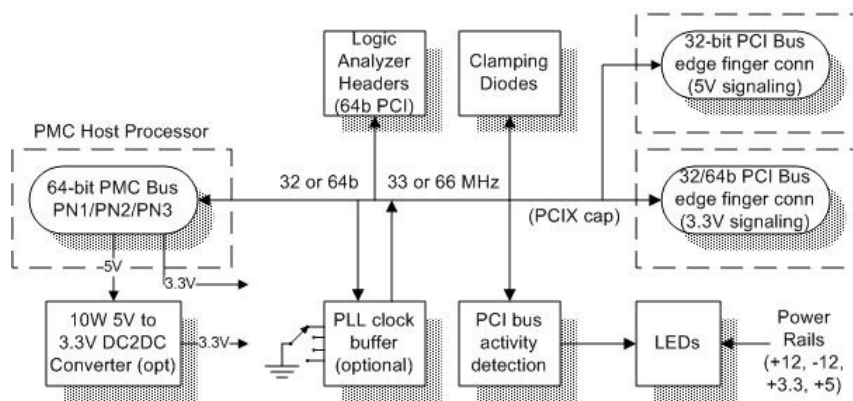 Logic
Analyzer
Headers
(64b PCI)
Clamping
Diodes
32-bit PCI Bus
edge finger conn
(5V signaling)
PMC Host Processor
64-bit PMC Bus
PN1/PN2/PN3
32 or 64b
33 or 66 MHz
(PCIX cap)
32/64b PCI Bus
edge finger conn
(3.3V signaling)
5V
3.3V
10W 5V to
3.3V DC2DC
Converter (opt)
3.3V
PLL clock
buffer
(optional)
PCI bus
activity
detection
LEDs
Power
Rails
(+12, -12,
+3.3, +5)